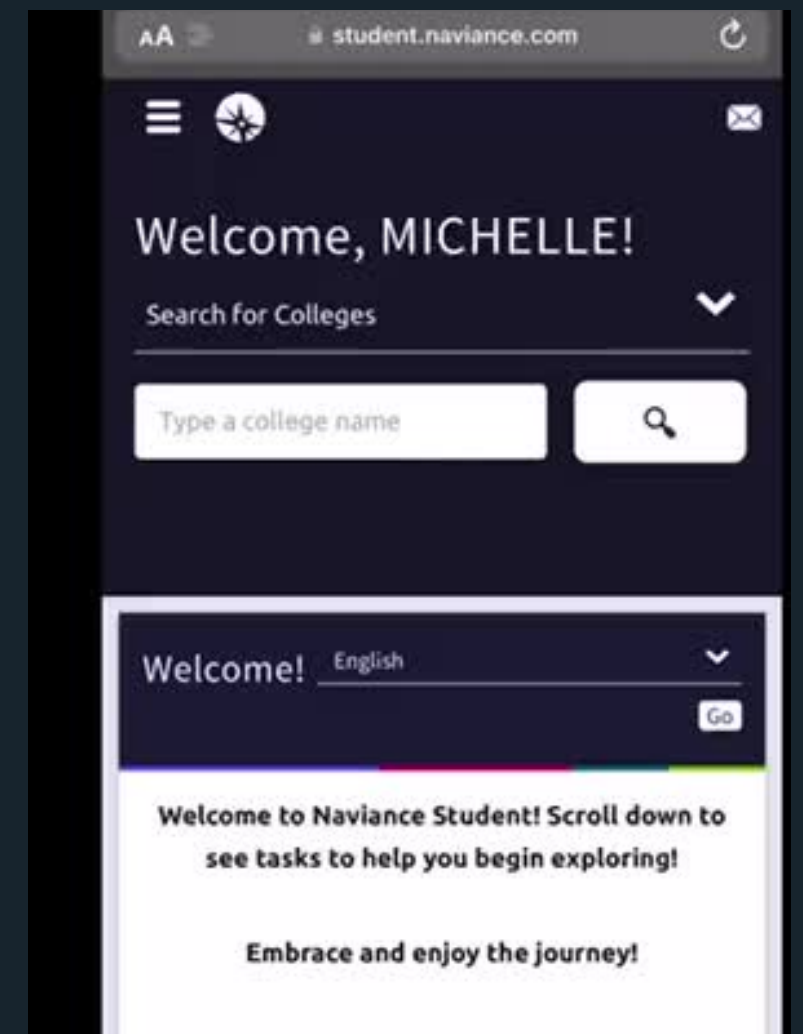 AA student.naviance.com
Welcome, MICHELLE!
Search for Colleges
Type a college name
Welcome! English
Go
Welcome to Naviance Student! Scroll down to
see tasks to help you begin exploring!
Embrace and enjoy the journey!